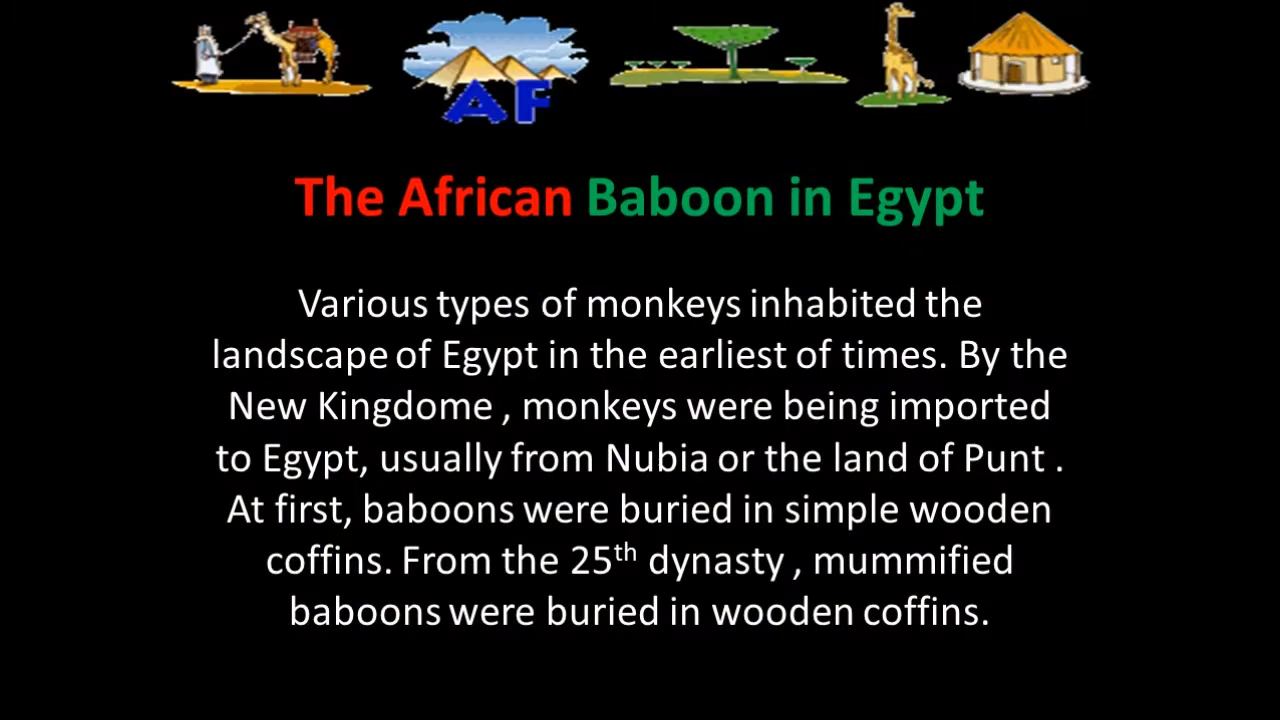 AF
The African Baboon in Egypt
Various types of monkeys inhabited the
landscape of Egypt in the earliest of times. By the
New Kingdome , monkeys were being imported
to Egypt, usually from Nubia or the land of Punt .
At first, baboons were buried in simple wooden
coffins. From the 25th dynasty , mummified
baboons were buried in wooden coffins.